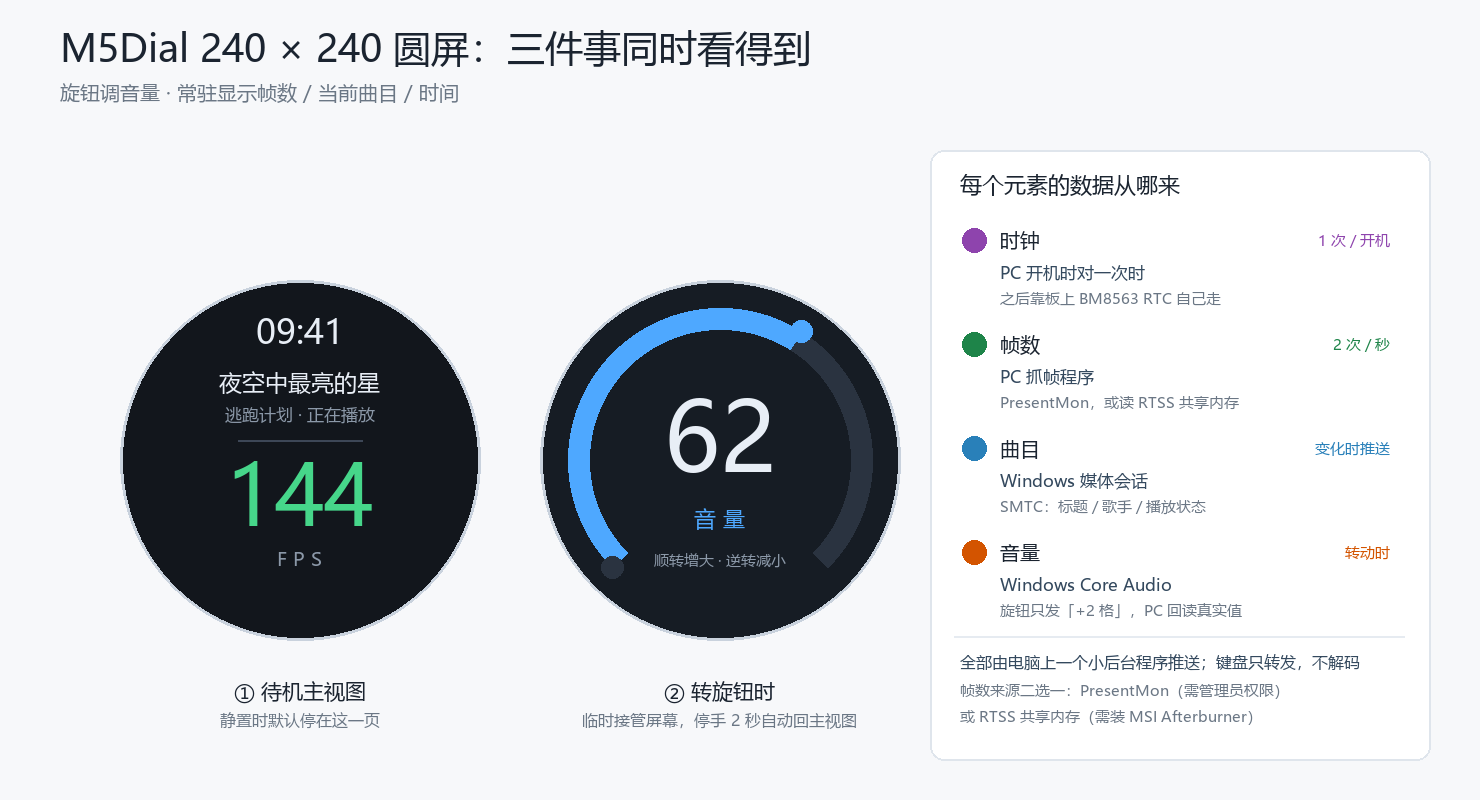 M5Dial 240 × 240 圆屏：三件事同时看得到
旋钮调音量 · 常驻显示帧数 / 当前曲目 / 时间
09:41
夜空中最亮的星
逃跑计划 · 正在播放
144
FPS
① 待机主视图
静置时默认停在这一页
62
音量
顺转增大 · 逆转减小
② 转旋钮时
临时接管屏幕，停手 2 秒自动回主视图
每个元素的数据从哪来
时钟 1 次 / 开机
PC 开机时对一次时
之后靠板上 BM8563 RTC 自己走
帧数 2 次 / 秒
PC 抓帧程序
PresentMon，或读 RTSS 共享内存
曲目 变化时推送
Windows 媒体会话
SMTC：标题 / 歌手 / 播放状态
音量 转动时
Windows Core Audio
旋钮只发「+2 格」，PC 回读真实值
全部由电脑上一个小后台程序推送；键盘只转发，不解码
帧数来源二选一：PresentMon（需管理员权限）
或 RTSS 共享内存（需装 MSI Afterburner）